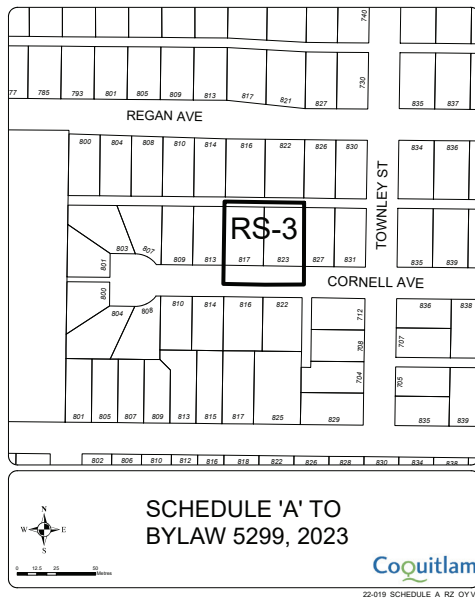 740
730
77 785 793 801 805 809 813 817 821 827 835 837
REGAN AVE
800 804 808 810 814 816 822 826 830 834 836
TOWNLEY ST
RS-3
801 803 807 809 813 817 823 827 831 835 839
CORNELL AVE
800 804 808 810 814 816 822 712 836 838
708 707
704 705
801 805 807 809 813 815 817 825 829 835 839
802 806 810 812 816 818 822 826 828 830 834 838
SCHEDULE 'A' TO
BYLAW 5299, 2023
N
W E
S
0 12.5 25 50
Metres
Coquitlam
22-019 SCHEDULE A RZ OYV